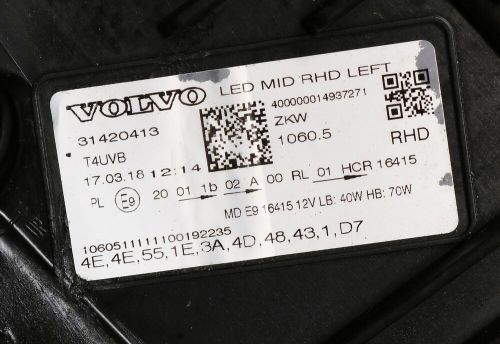 VOLVO LED MID RHD LEFT
31420413
T4UVB
17.03.18 12:14
400000014937271
ZKW
1060.5
RHD
PL E9 20 01 1b 02 A 00 RL 01 HCR 16415
MD E9 16415 12V LB: 40W HB: 70W
10605111111100192235
4E,4E,55,1E,3A,4D,48,43,1,D7